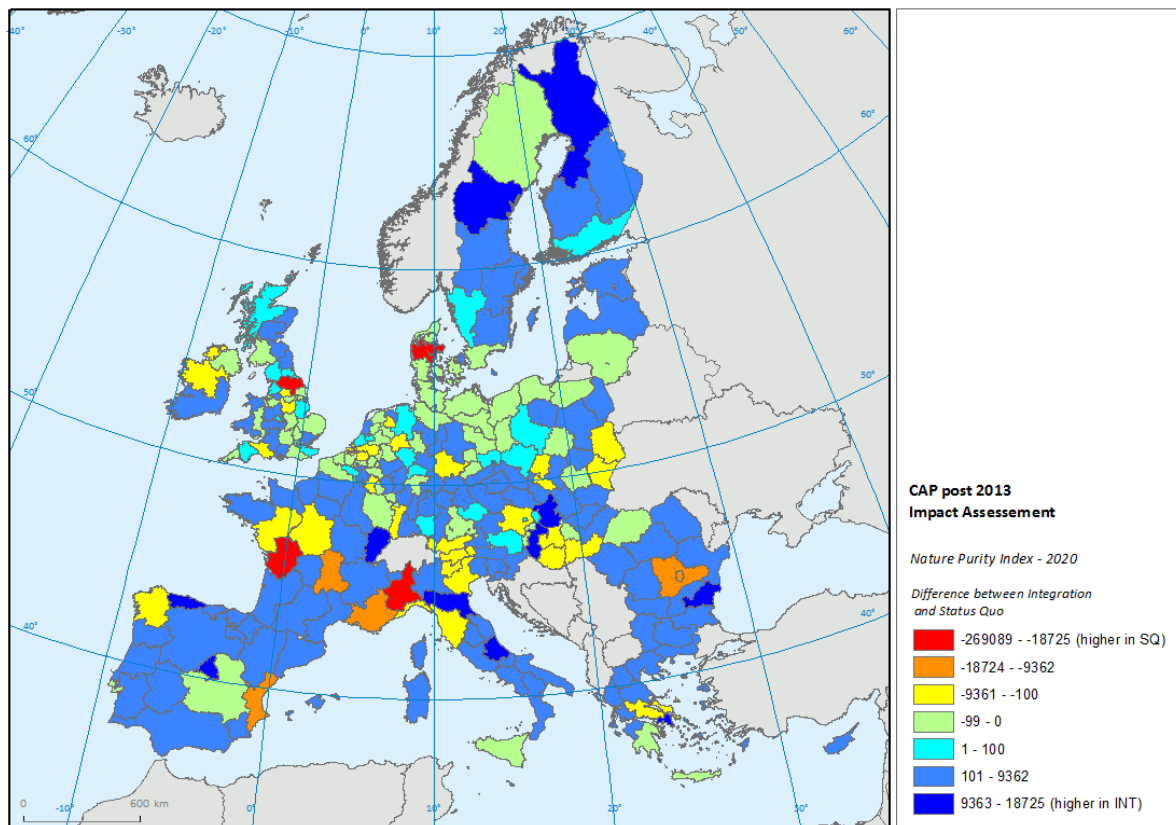 40° -30° -20° -10° 0° 10° 20° 30° 40° 50° 60°
60°
60°
50°
50°
40°
40°
0 600 km
-10° 0° 10° 20° 30°
CAP post 2013
Impact Assessement
Nature Purity Index - 2020
Difference between Integration
and Status Quo
-269089 - -18725 (higher in SQ)
-18724 - -9362
-9361 - -100
-99 - 0
1 - 100
101 - 9362
9363 - 18725 (higher in INT)